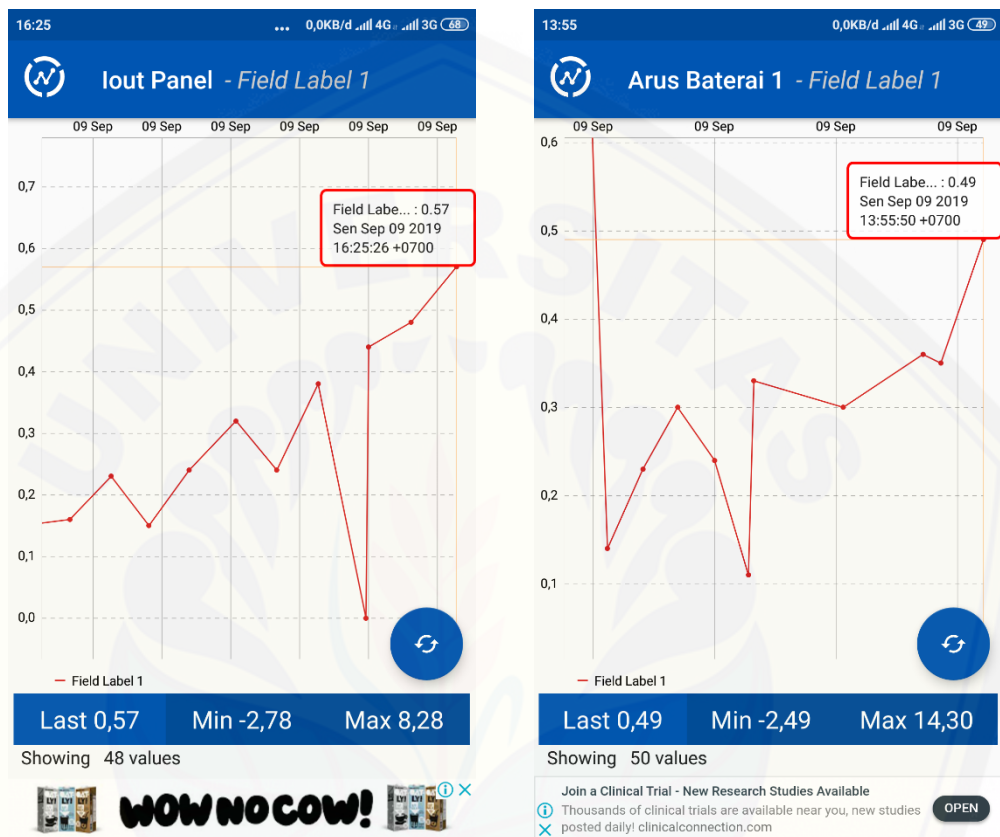 16:25 ... 0,0KB/d 4G 3G 68
Iout Panel - Field Label 1
09 Sep 09 Sep 09 Sep 09 Sep 09 Sep 09 Sep
0,7
Field Labe... : 0.57
Sen Sep 09 2019
16:25:26 +0700
0,6
0,5
0,4
0,3
0,2
0,1
0,0
Field Label 1
Last 0,57 Min -2,78 Max 8,28
Showing 48 values
WOW NO COW!
13:55 0,0KB/d 4G 3G 49
Arus Baterai 1 - Field Label 1
09 Sep 09 Sep 09 Sep 09 Sep
0,6
Field Labe... : 0.49
Sen Sep 09 2019
13:55:50 +0700
0,5
0,4
0,3
0,2
0,1
Field Label 1
Last 0,49 Min -2,49 Max 14,30
Showing 50 values
Join a Clinical Trial - New Research Studies Available
Thousands of clinical trials are available near you, new studies
posted daily! clinicalconnection.com
OPEN
UNIVERSITAS